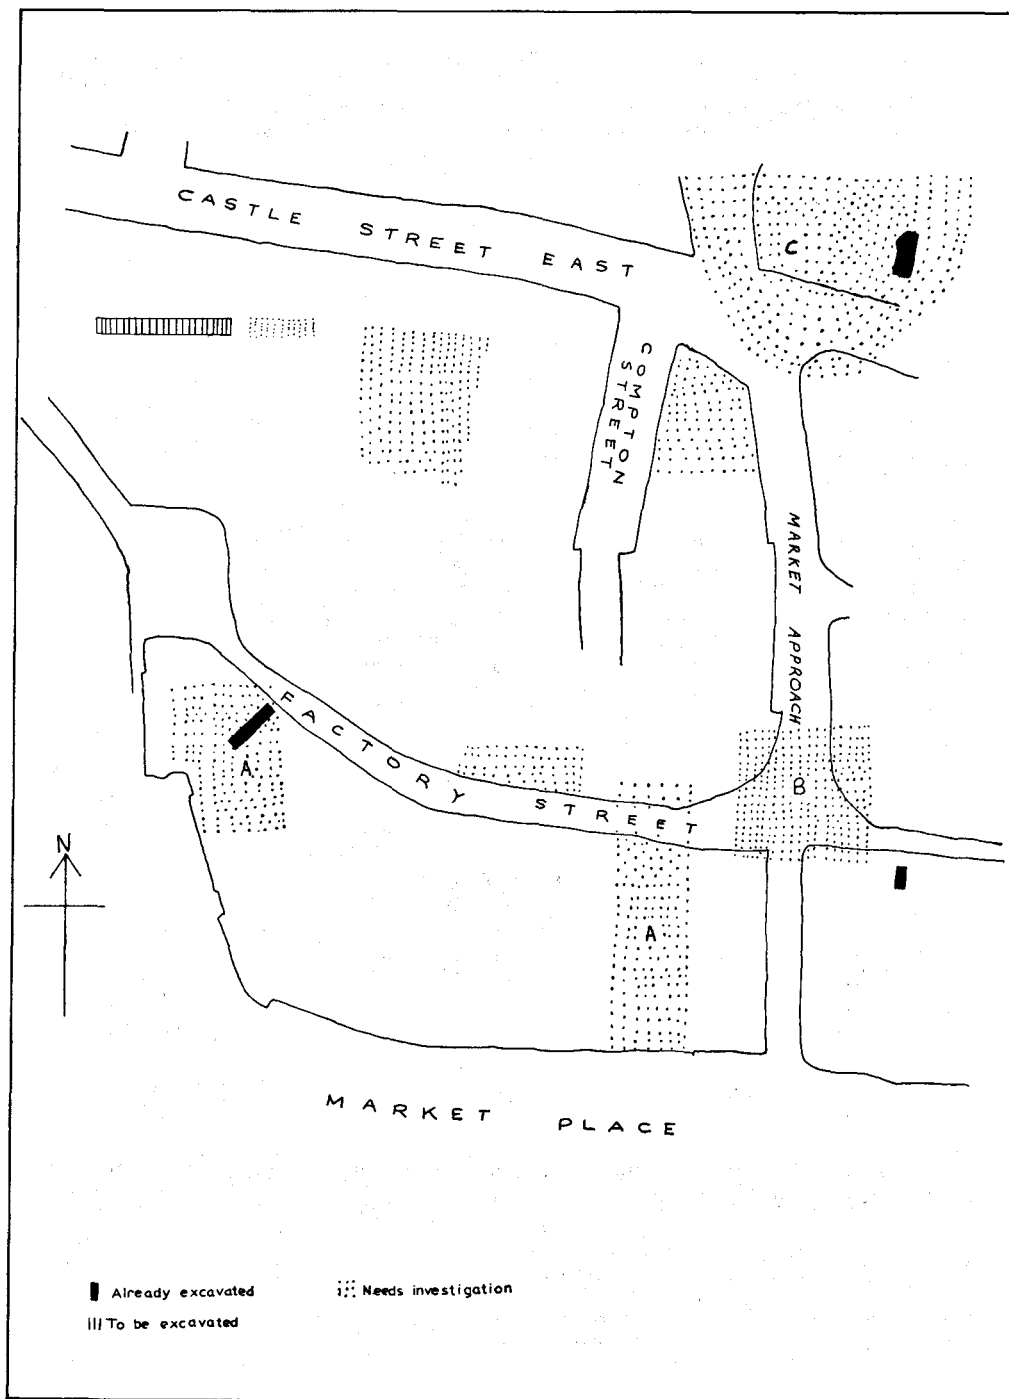 CASTLE STREET EAST
C
COMPTON
STREET
MARKET APPROACH
FACTORY STREET
A
B
N
A
MARKET PLACE
Already excavated
Needs investigation
To be excavated